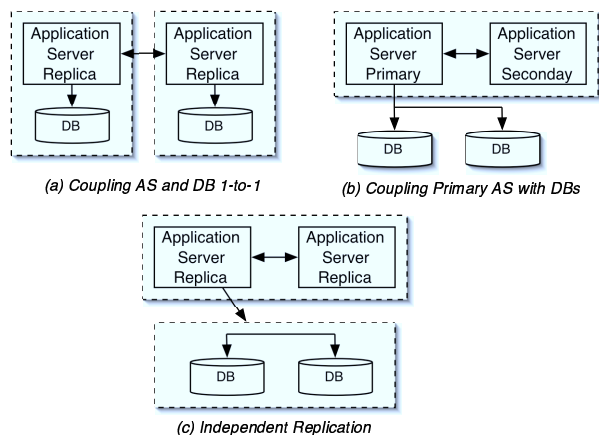 Application
Server
Replica
Application
Server
Replica
DB
DB
(a) Coupling AS and DB 1-to-1
Application
Server
Primary
Application
Server
Seconday
DB
DB
(b) Coupling Primary AS with DBs
Application
Server
Replica
Application
Server
Replica
DB
DB
(c) Independent Replication